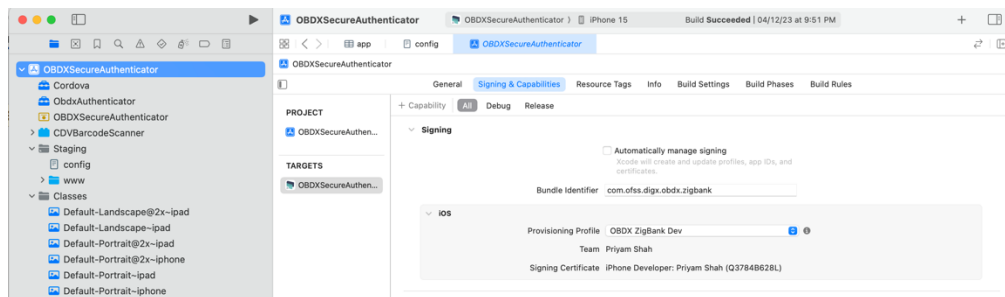 OBDXSecureAuthenticator
OBDXSecureAuthenticator 〉 iPhone 15
Build Succeeded | 04/12/23 at 9:51 PM
app
config
OBDXSecureAuthenticator
OBDXSecureAuthenticator
Cordova
ObdxAuthenticator
OBDXSecureAuthenticator
CDVBarcodeScanner
Staging
config
www
Classes
Default-Landscape@2x~ipad
Default-Landscape~ipad
Default-Portrait@2x~ipad
Default-Portrait@2x~iphone
Default-Portrait~ipad
Default-Portrait~iphone
OBDXSecureAuthenticator
General Signing & Capabilities Resource Tags Info Build Settings Build Phases Build Rules
PROJECT
OBDXSecureAuthen...
TARGETS
OBDXSecureAuthen...
+ Capability All Debug Release
Signing
Automatically manage signing
Xcode will create and update profiles, app IDs, and
certificates.
Bundle Identifier com.ofss.digx.obdx.zigbank
iOS
Provisioning Profile OBDX ZigBank Dev
Team Priyam Shah
Signing Certificate iPhone Developer: Priyam Shah (Q3784B628L)